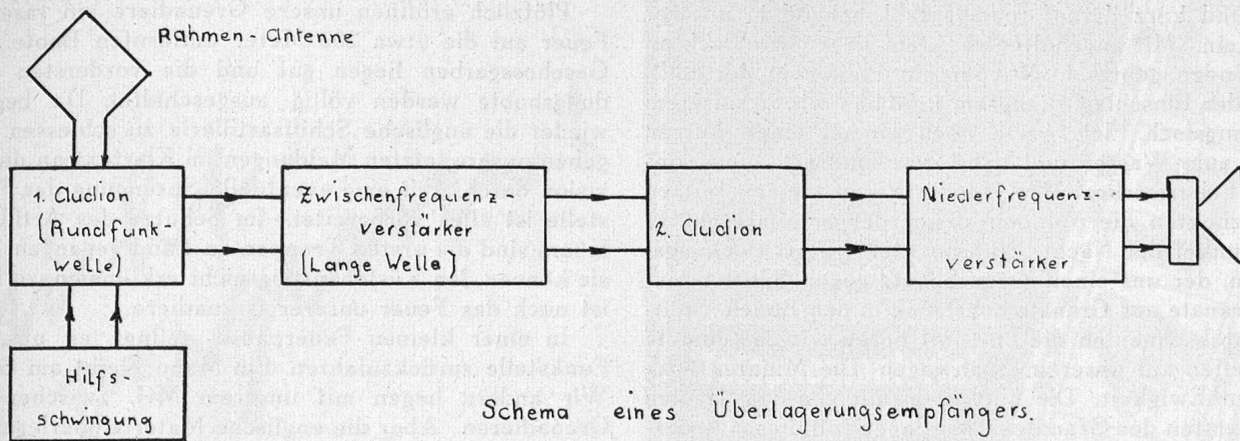 Rahmen-Antenne
1. Audion
(Rundfunk-
welle)
Zwischenfrequenz-
verstärker
(Lange Welle)
2. Audion
Niederfrequenz-
verstärker
Hilfs-
schwingung
Schema eines Überlagerungsempfängers.